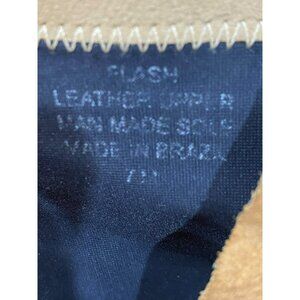 FLASH
LEATHER UPPER
MAN MADE SOLE
MADE IN BRAZIL